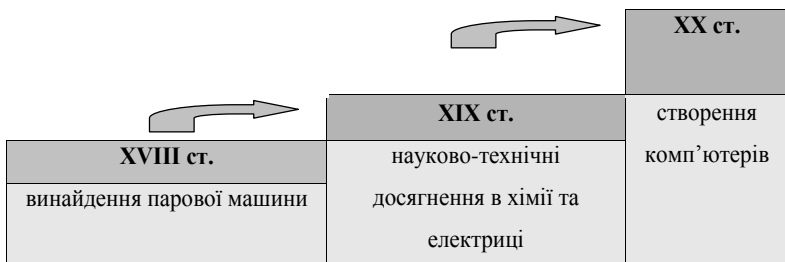 XVIII ст.
винайдення парової машини
XIX ст.
науково-технічні
досягнення в хімії та
електриці
XX ст.
створення
комп’ютерів